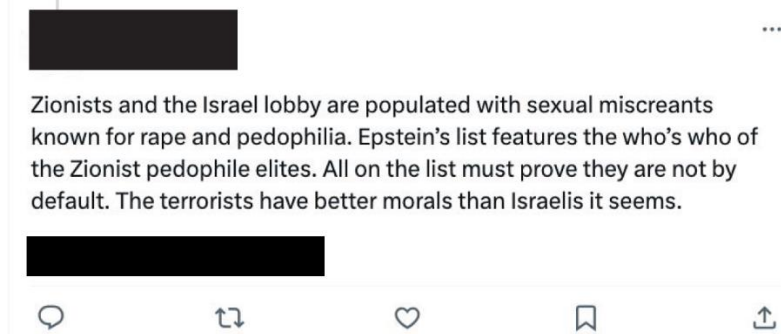 Zionists and the Israel lobby are populated with sexual miscreants
known for rape and pedophilia. Epstein’s list features the who’s who of
the Zionist pedophile elites. All on the list must prove they are not by
default. The terrorists have better morals than Israelis it seems.